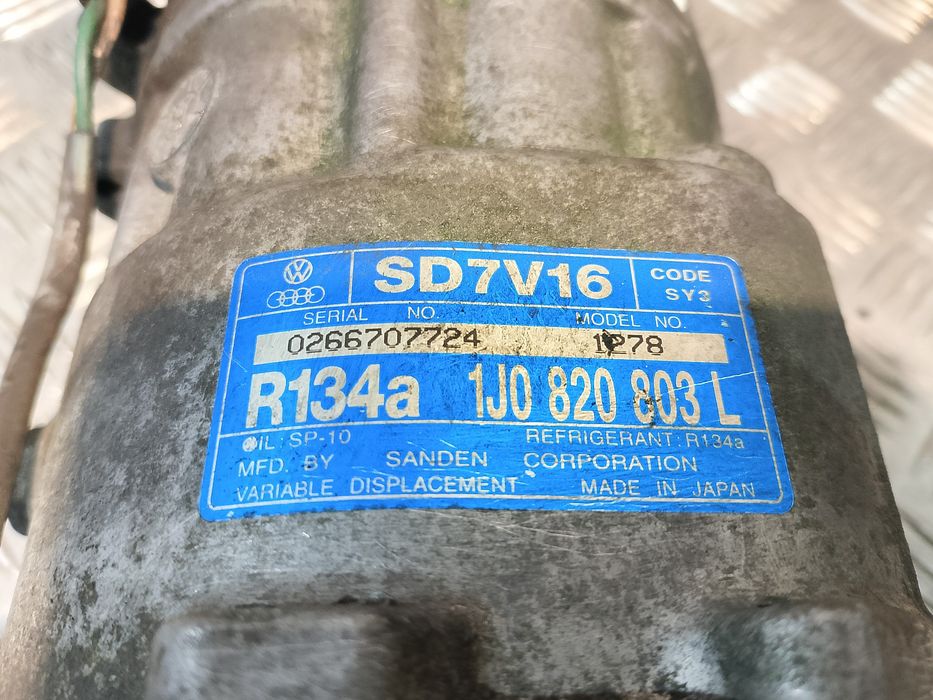 SD7V16
CODE
SY3
SERIAL NO. MODEL NO.
0266707724 1278
R134a 1J0 820 803 L
OIL: SP-10 REFRIGERANT: R134a
MFD. BY SANDEN CORPORATION
VARIABLE DISPLACEMENT MADE IN JAPAN